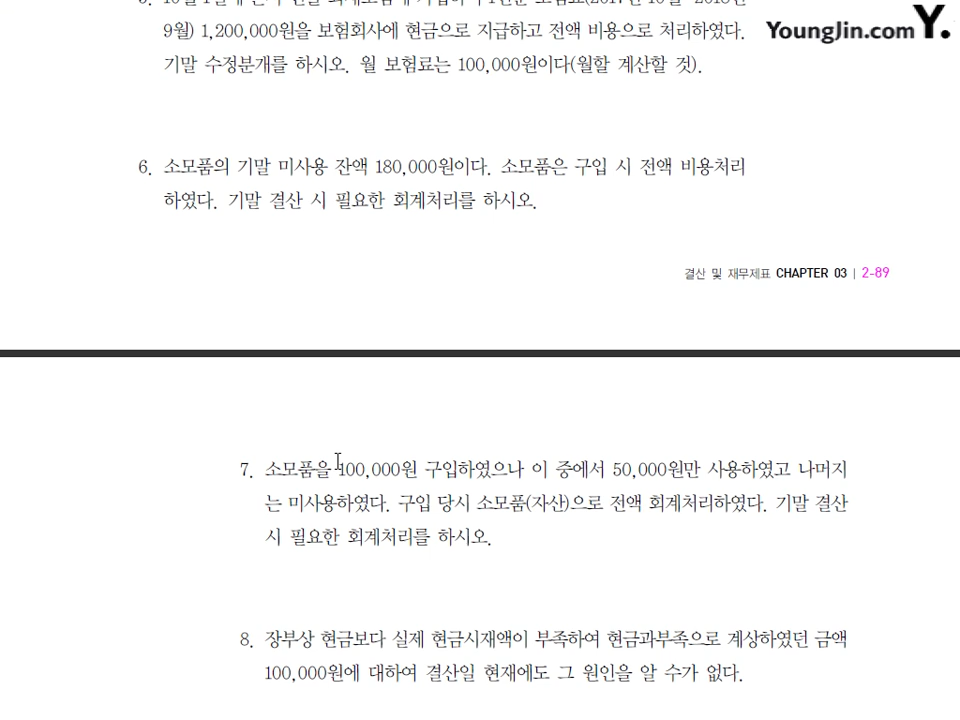 YoungJin.com Y.
9월) 1,200,000원을 보험회사에 현금으로 지급하고 전액 비용으로 처리하였다.
기말 수정분개를 하시오. 월 보험료는 100,000원이다(월할 계산할 것).
6. 소모품의 기말 미사용 잔액 180,000원이다. 소모품은 구입 시 전액 비용처리
하였다. 기말 결산 시 필요한 회계처리를 하시오.
결산 및 재무제표 CHAPTER 03 | 2-89
7. 소모품을 100,000원 구입하였으나 이 중에서 50,000원만 사용하였고 나머지
는 미사용하였다. 구입 당시 소모품(자산)으로 전액 회계처리하였다. 기말 결산
시 필요한 회계처리를 하시오.
8. 장부상 현금보다 실제 현금시재액이 부족하여 현금과부족으로 계상하였던 금액
100,000원에 대하여 결산일 현재에도 그 원인을 알 수가 없다.